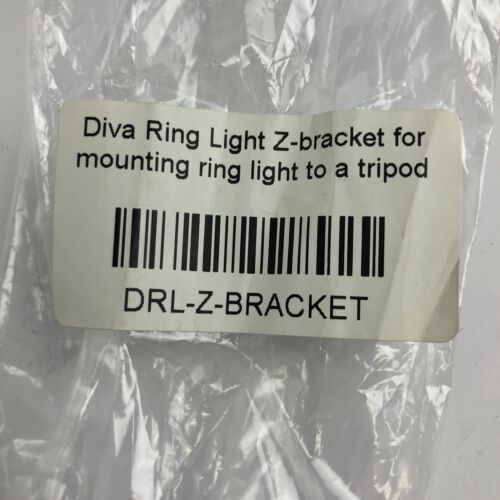 Diva Ring Light Z-bracket for
mounting ring light to a tripod
DRL-Z-BRACKET